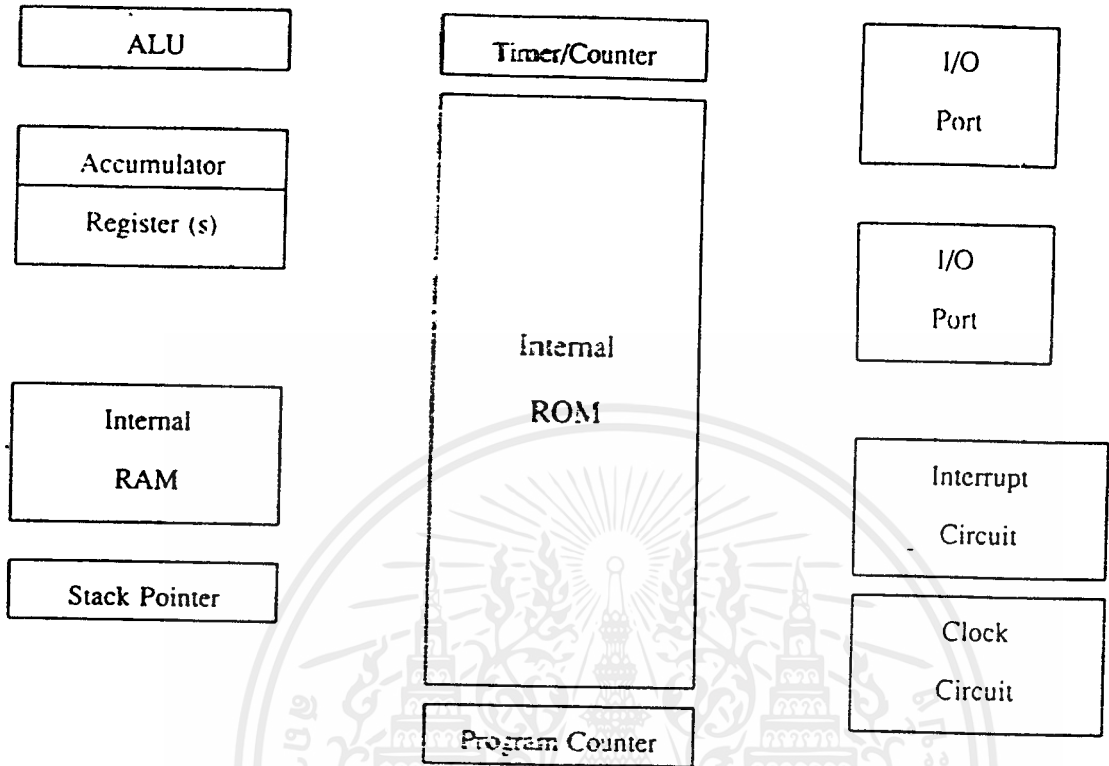 ALU
Accumulator
Register (s)
Internal
RAM
Stack Pointer
Timer/Counter
Internal
ROM
Program Counter
I/O
Port
I/O
Port
Interrupt
Circuit
Clock
Circuit